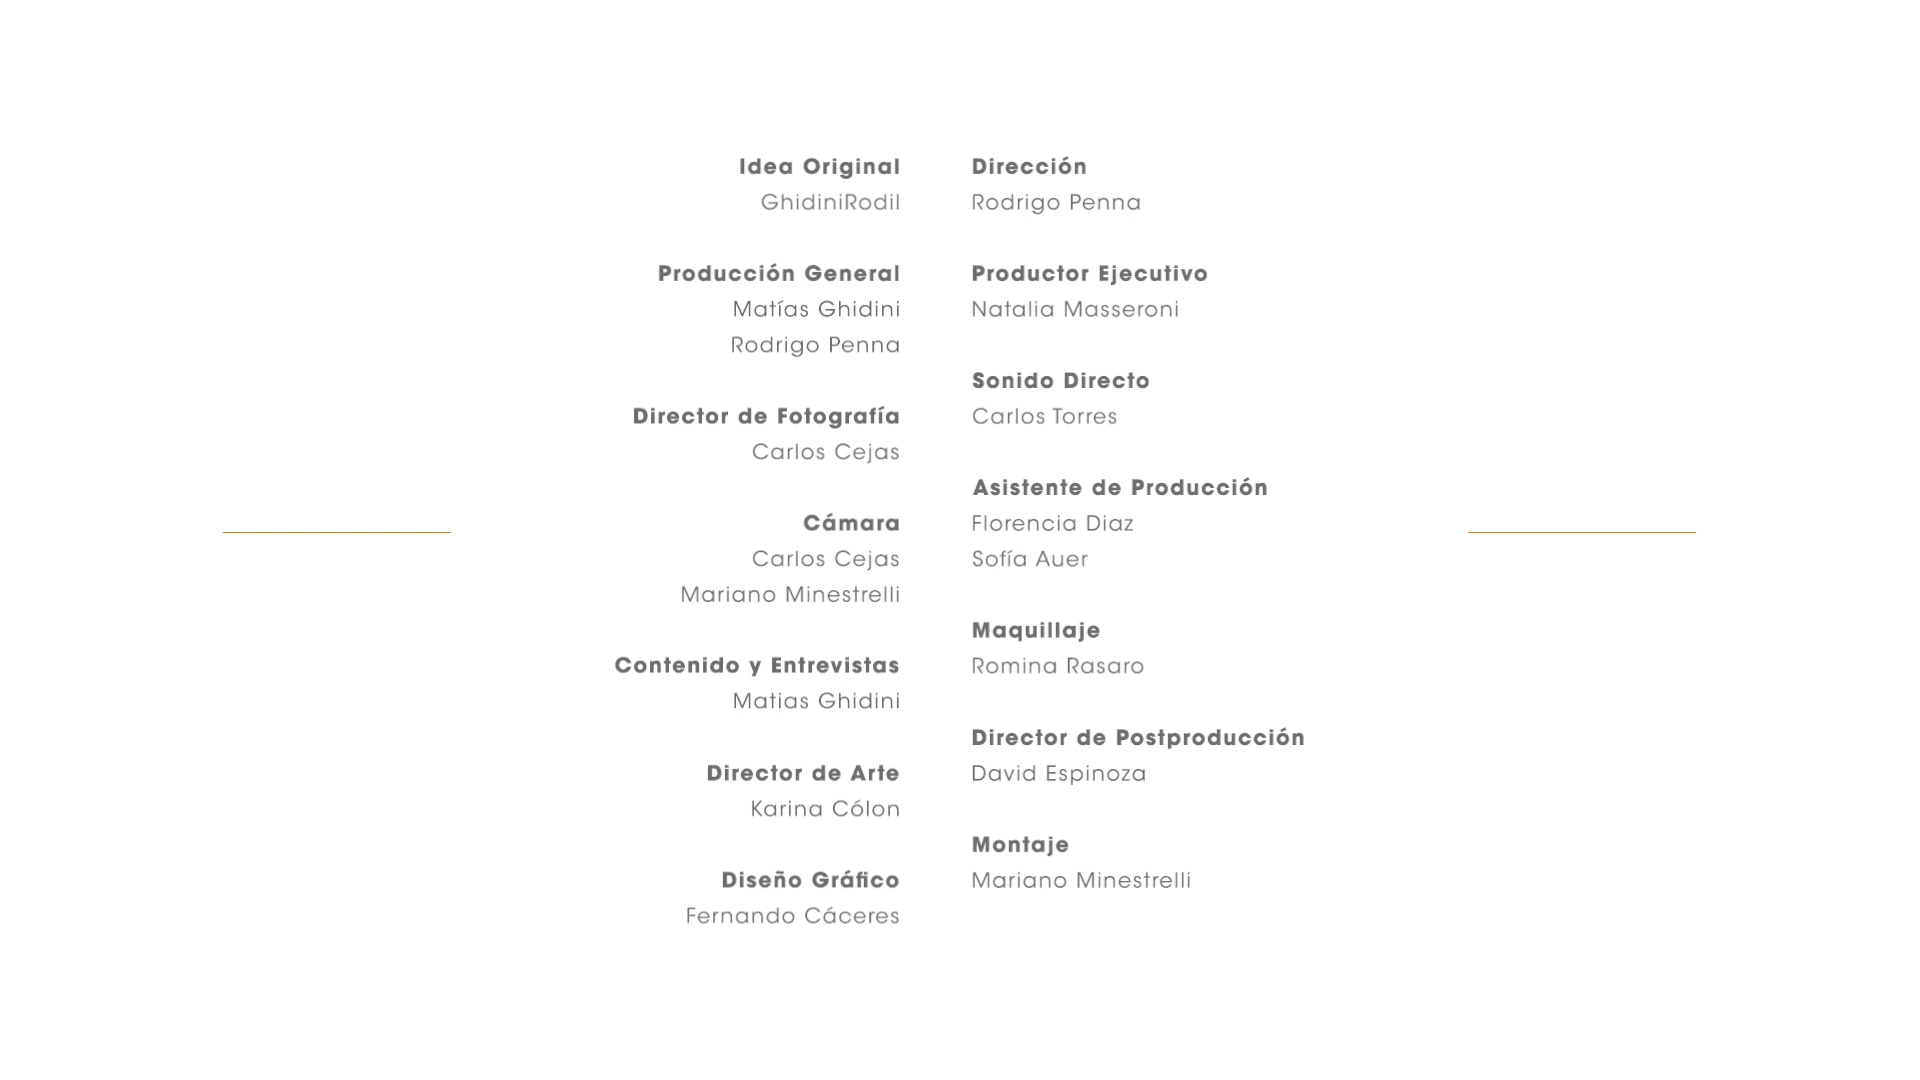 Idea Original
GhidiniRodil
Producción General
Matías Ghidini
Rodrigo Penna
Director de Fotografía
Carlos Cejas
Cámara
Carlos Cejas
Mariano Minestrelli
Contenido y Entrevistas
Matias Ghidini
Director de Arte
Karina Cólon
Diseño Gráfico
Fernando Cáceres
Dirección
Rodrigo Penna
Productor Ejecutivo
Natalia Masseroni
Sonido Directo
Carlos Torres
Asistente de Producción
Florencia Diaz
Sofía Auer
Maquillaje
Romina Rasaro
Director de Postproducción
David Espinoza
Montaje
Mariano Minestrelli